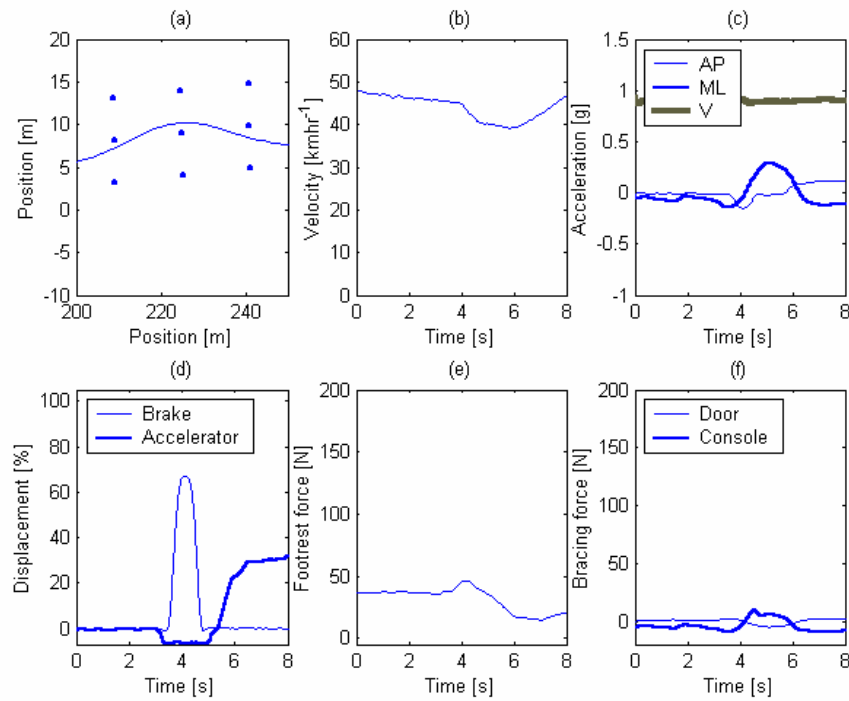 (a)
20
15
10
5
0
-5
-10
200
220
240
Position [m]
Position [m]
(b)
60
50
40
30
20
10
0
0 2 4 6 8
Velocity [kmhr-1]
Time [s]
(c)
AP
ML
V
1.5
1
0.5
0
-0.5
-1
0 2 4 6 8
Acceleration [g]
Time [s]
(d)
Brake
Accelerator
100
80
60
40
20
0
0 2 4 6 8
Displacement [%]
Time [s]
(e)
200
150
100
50
0
0 2 4 6 8
Footrest force [N]
Time [s]
(f)
Door
Console
200
150
100
50
0
0 2 4 6 8
Bracing force [N]
Time [s]